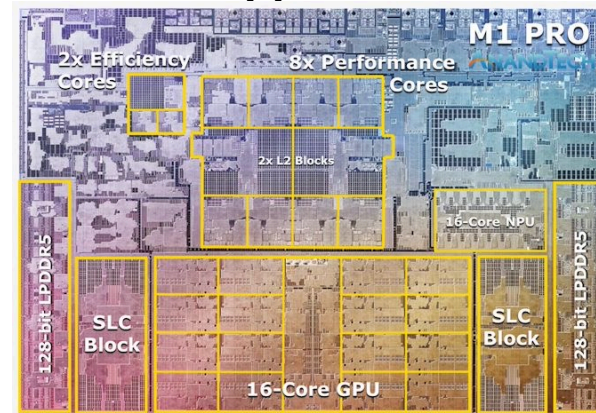 M1 PRO
ANANDTECH
2x Efficiency
Cores
8x Performance
Cores
2x L2 Blocks
16-Core NPU
128-bit LPDDR5
SLC
Block
16-Core GPU
SLC
Block
128-bit LPDDR5